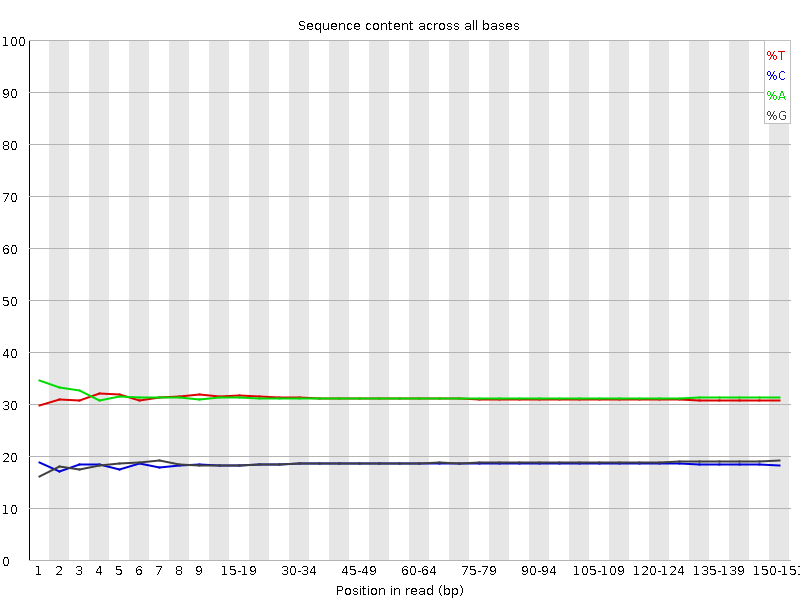 Sequence content across all bases
100
90
80
70
60
50
40
30
20
10
0
%T
%C
%A
%G
1 2 3 4 5 6 7 8 9 15-19 30-34 45-49 60-64 75-79 90-94 105-109 120-124 135-139 150-151
Position in read (bp)